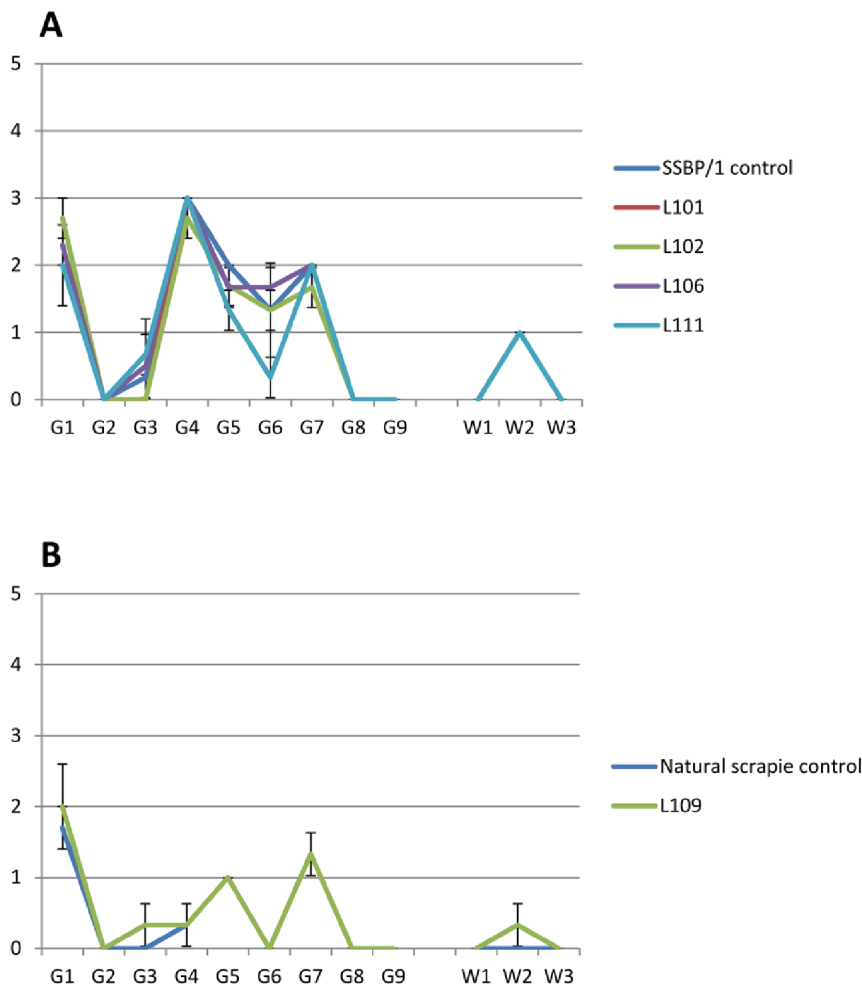 A
5
4
3
2
1
0
G1 G2 G3 G4 G5 G6 G7 G8 G9 W1 W2 W3
SSBP/1 control
L101
L102
L106
L111
B
5
4
3
2
1
0
G1 G2 G3 G4 G5 G6 G7 G8 G9 W1 W2 W3
Natural scrapie control
L109